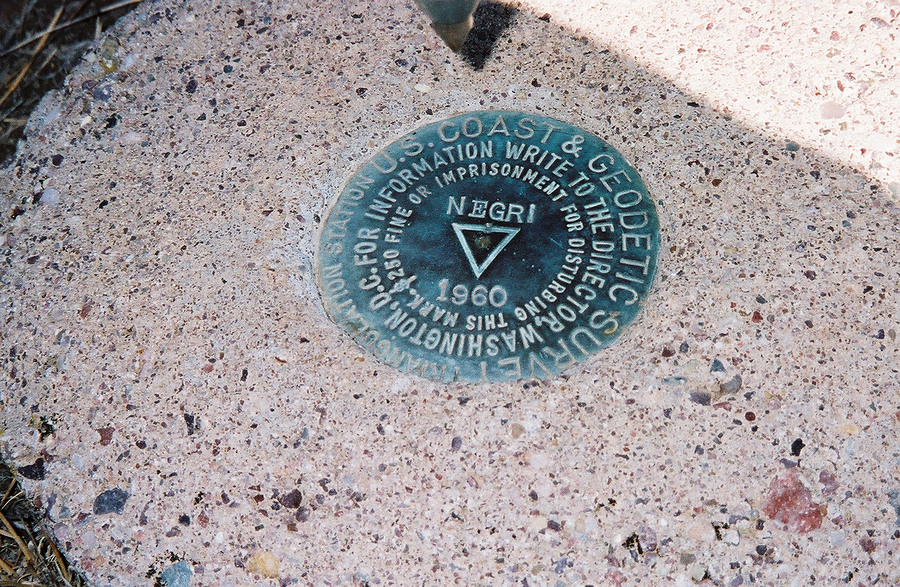 U.S. COAST & GEODETIC SURVEY
TRIANGULATION STATION
FOR INFORMATION WRITE TO THE DIRECTOR, WASHINGTON, D.C.
$250 FINE OR IMPRISONMENT FOR DISTURBING THIS MARK.
NEGRI
1960